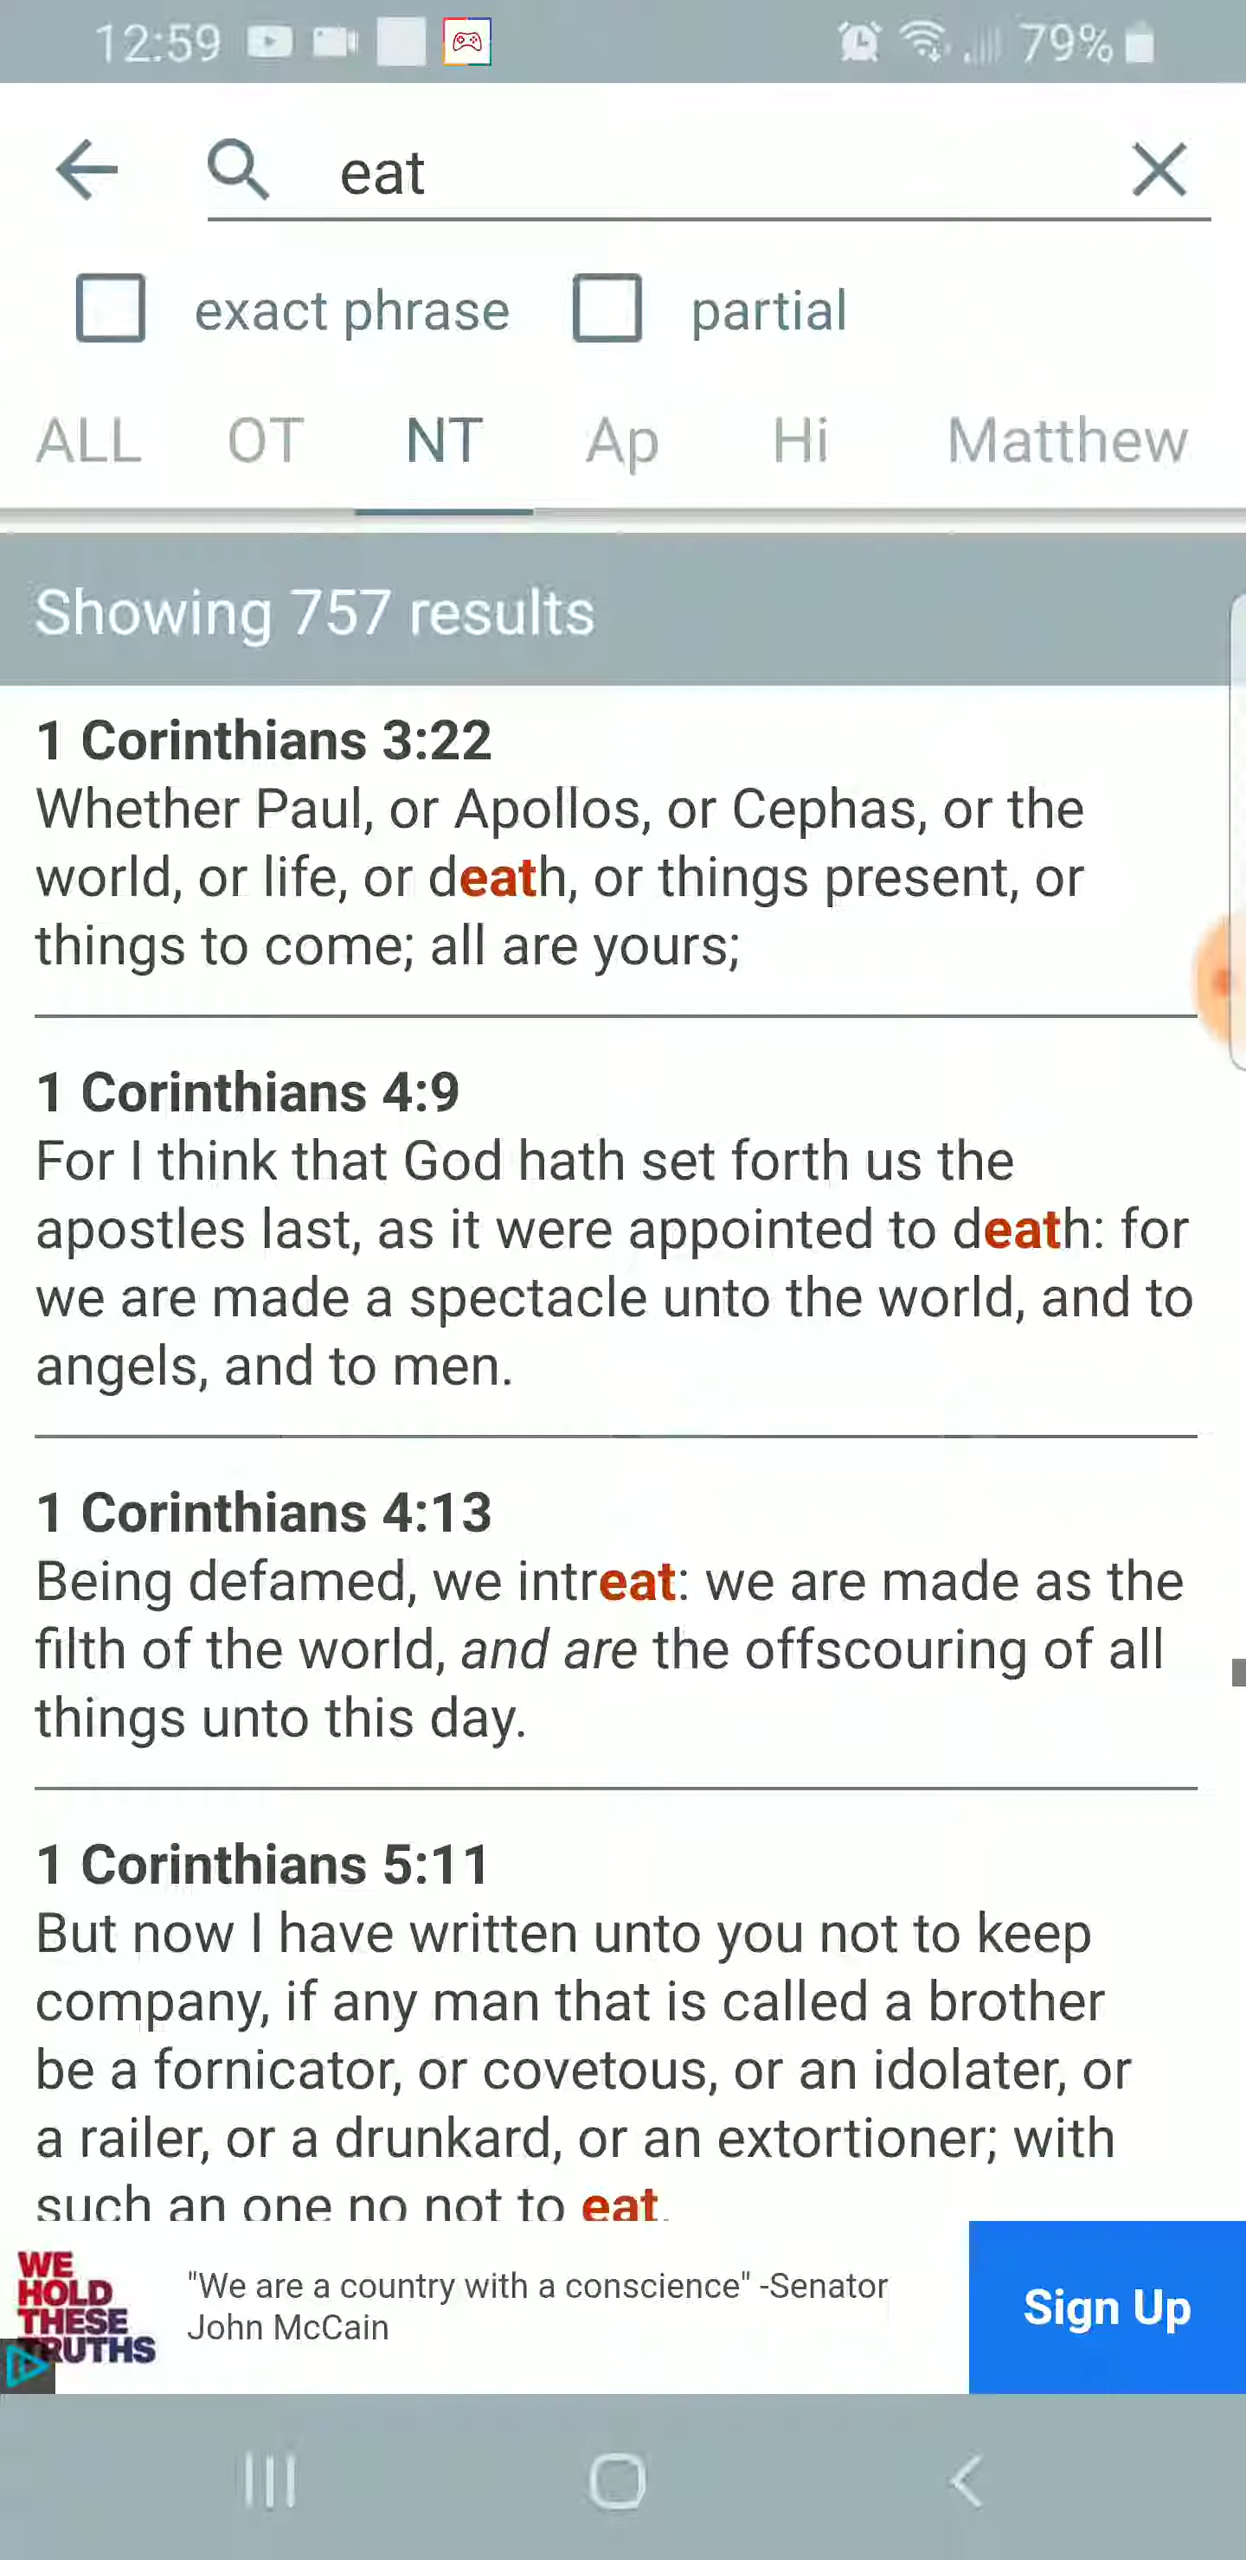 12:59
79%
eat
exact phrase partial
ALL OT NT Ap Hi Matthew
Showing 757 results
1 Corinthians 3:22
Whether Paul, or Apollos, or Cephas, or the
world, or life, or death, or things present, or
things to come; all are yours;
1 Corinthians 4:9
For I think that God hath set forth us the
apostles last, as it were appointed to death: for
we are made a spectacle unto the world, and to
angels, and to men.
1 Corinthians 4:13
Being defamed, we intreat: we are made as the
filth of the world, and are the offscouring of all
things unto this day.
1 Corinthians 5:11
But now I have written unto you not to keep
company, if any man that is called a brother
be a fornicator, or covetous, or an idolater, or
a railer, or a drunkard, or an extortioner; with
such an one no not to eat.
WE
HOLD
THESE
TRUTHS
"We are a country with a conscience" -Senator
John McCain
Sign Up